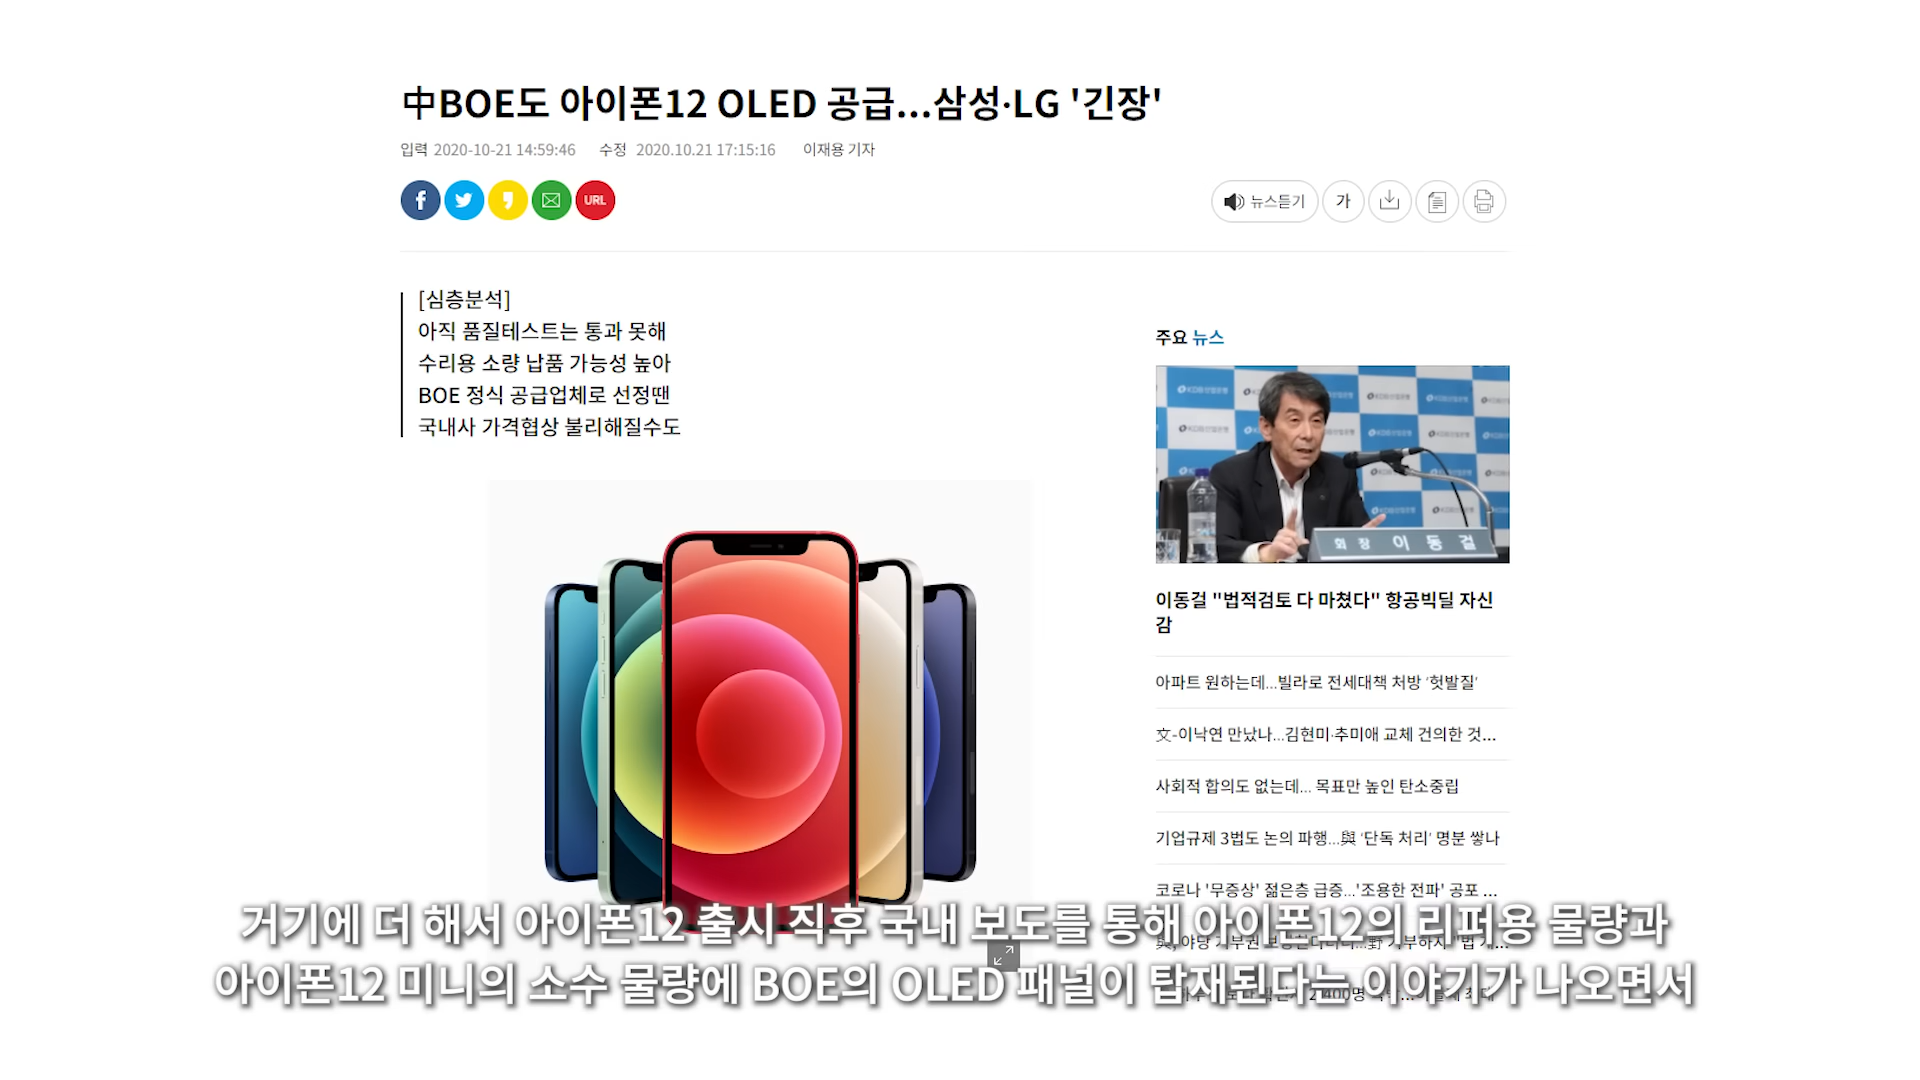 中BOE도 아이폰12 OLED 공급...삼성·LG '긴장'
입력 2020-10-21 14:59:46 수정 2020.10.21 17:15:16 이재용 기자
URL
뉴스듣기
가
[심층분석]
아직 품질테스트는 통과 못해
수리용 소량 납품 가능성 높아
BOE 정식 공급업체로 선정땐
국내사 가격협상 불리해질수도
주요 뉴스
회장 이동걸
이동걸 "법적검토 다 마쳤다" 항공빅딜 자신
감
아파트 원하는데...빌라로 전세대책 처방 '헛발질'
文-이낙연 만났나...김현미·추미애 교체 건의한 것...
사회적 합의도 없는데... 목표만 높인 탄소중립
기업규제 3법도 논의 파행...與 '단독 처리' 명분 쌓나
코로나 '무증상' 젊은층 급증...'조용한 전파' 공포 ...
거기에 더 해서 아이폰12 출시 직후 국내 보도를 통해 아이폰12의 리퍼용 물량과
아이폰12 미니의 소수 물량에 BOE의 OLED 패널이 탑재된다는 이야기가 나오면서